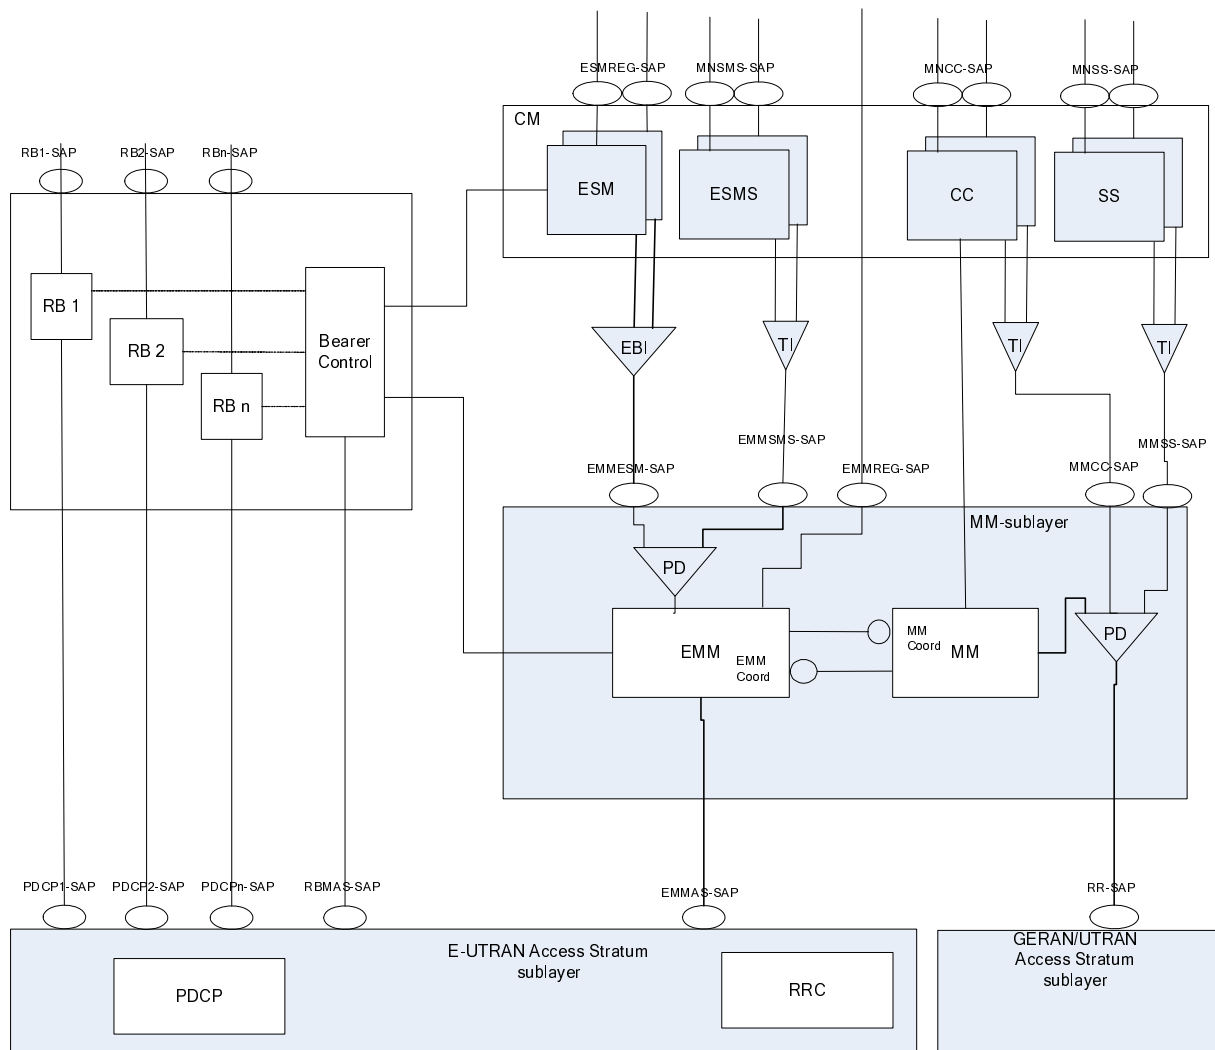 ESMREG-SAP
MNSMS-SAP
MNCC-SAP
MNSS-SAP
CM
RB1-SAP
RB2-SAP
RBn-SAP
ESM
ESMS
CC
SS
RB 1
RB 2
RB n
Bearer
Control
EBI
TI
TI
TI
EMMSMS-SAP
MMSS-SAP
EMMESM-SAP
EMMREG-SAP
MMCC-SAP
MM-sublayer
PD
EMM
EMM
Coord
MM
Coord
MM
PD
PDCP1-SAP
PDCP2-SAP
PDCPn-SAP
RBMAS-SAP
EMMAS-SAP
RR-SAP
E-UTRAN Access Stratum
sublayer
GERAN/UTRAN
Access Stratum
sublayer
PDCP
RRC